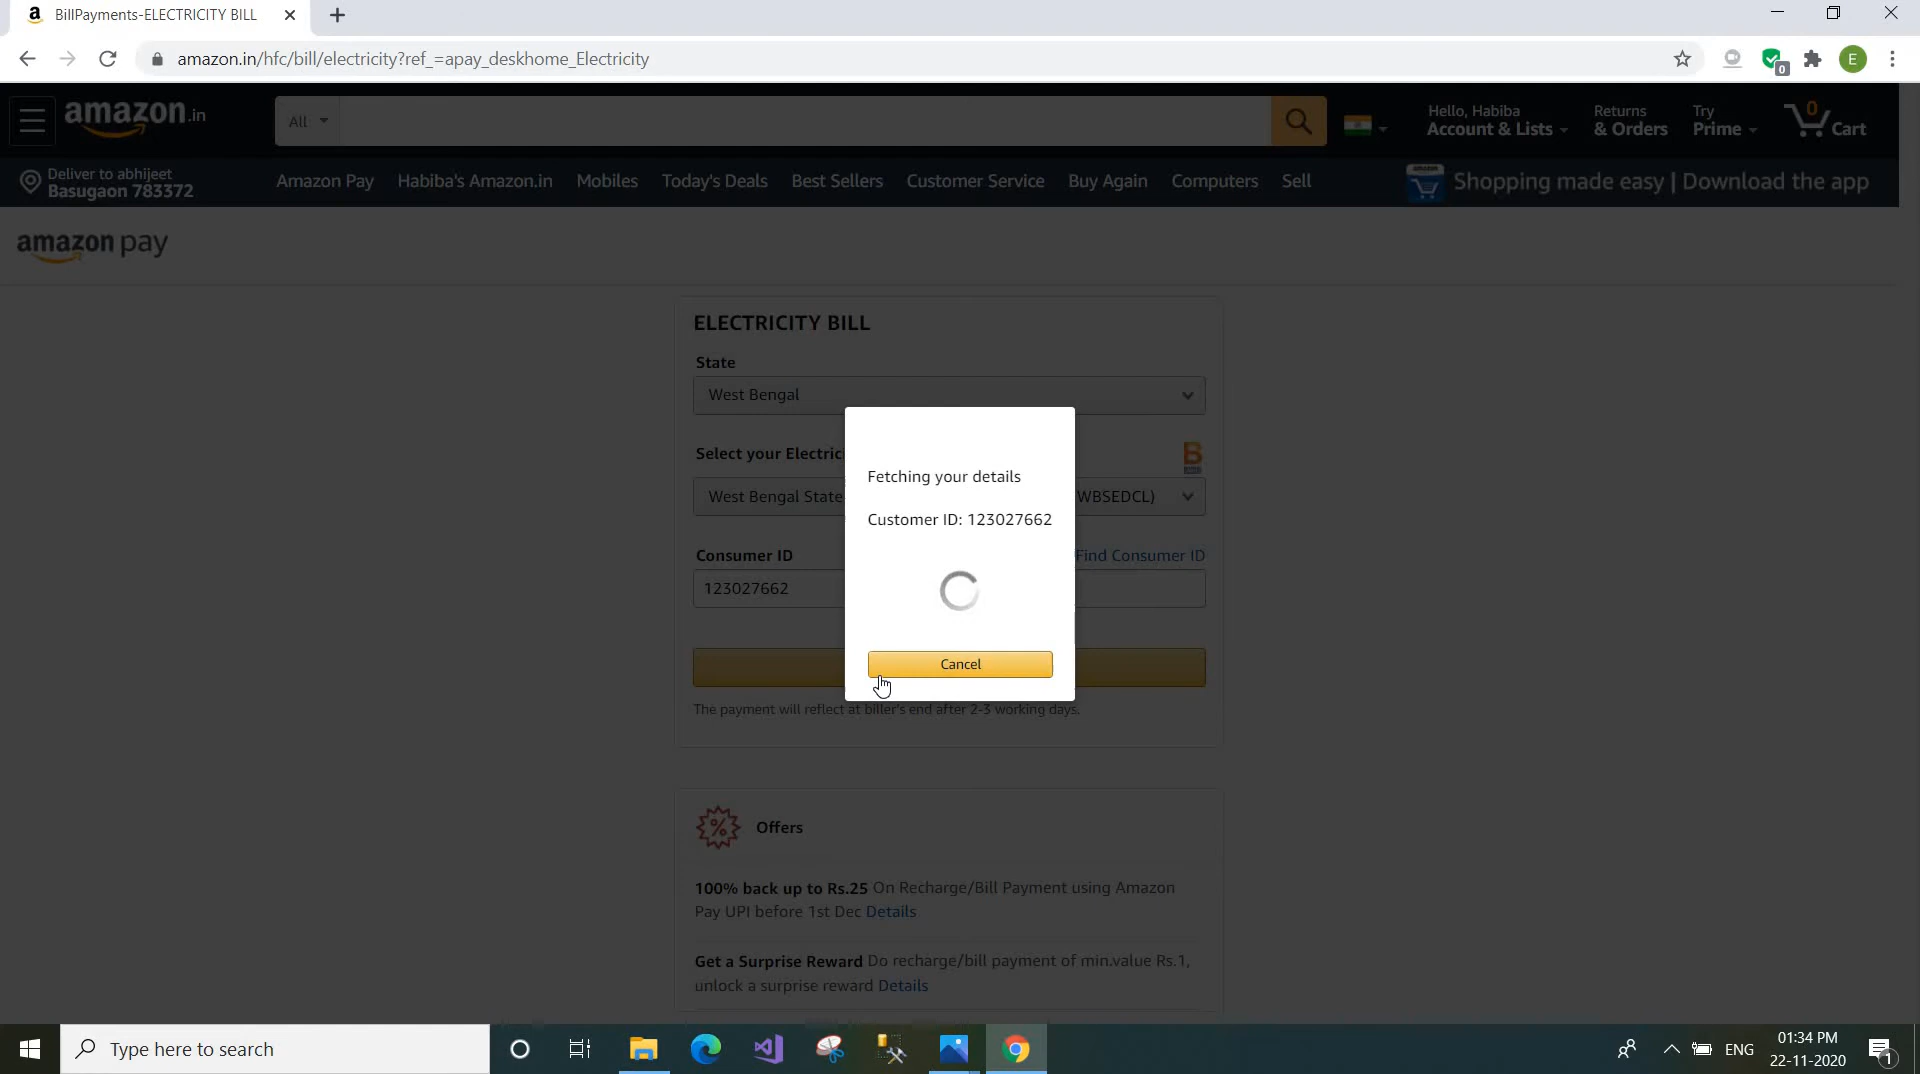 BillPayments-ELECTRICITY BILL
amazon.in/hfc/bill/electricity?ref_=apay_deskhome_Electricity
0
E
amazon.in
All
Hello, Habiba
Account & Lists
Returns
& Orders
Try
Prime
0
Cart
Deliver to abhijeet
Basugaon 783372
Amazon Pay
Habiba's Amazon.in
Mobiles
Today's Deals
Best Sellers
Customer Service
Buy Again
Computers
Sell
Shopping made easy | Download the app
amazon pay
ELECTRICITY BILL
State
West Bengal
Select your Electrici
B
West Bengal State
WBSEDCL)
Fetching your details
Customer ID: 123027662
Consumer ID
Find Consumer ID
123027662
Cancel
The payment will reflect at biller's end after 2-3 working days.
Offers
100% back up to Rs.25 On Recharge/Bill Payment using Amazon
Pay UPI before 1st Dec Details
Get a Surprise Reward Do recharge/bill payment of min.value Rs.1,
unlock a surprise reward Details
Type here to search
ENG
01:34 PM
22-11-2020
1